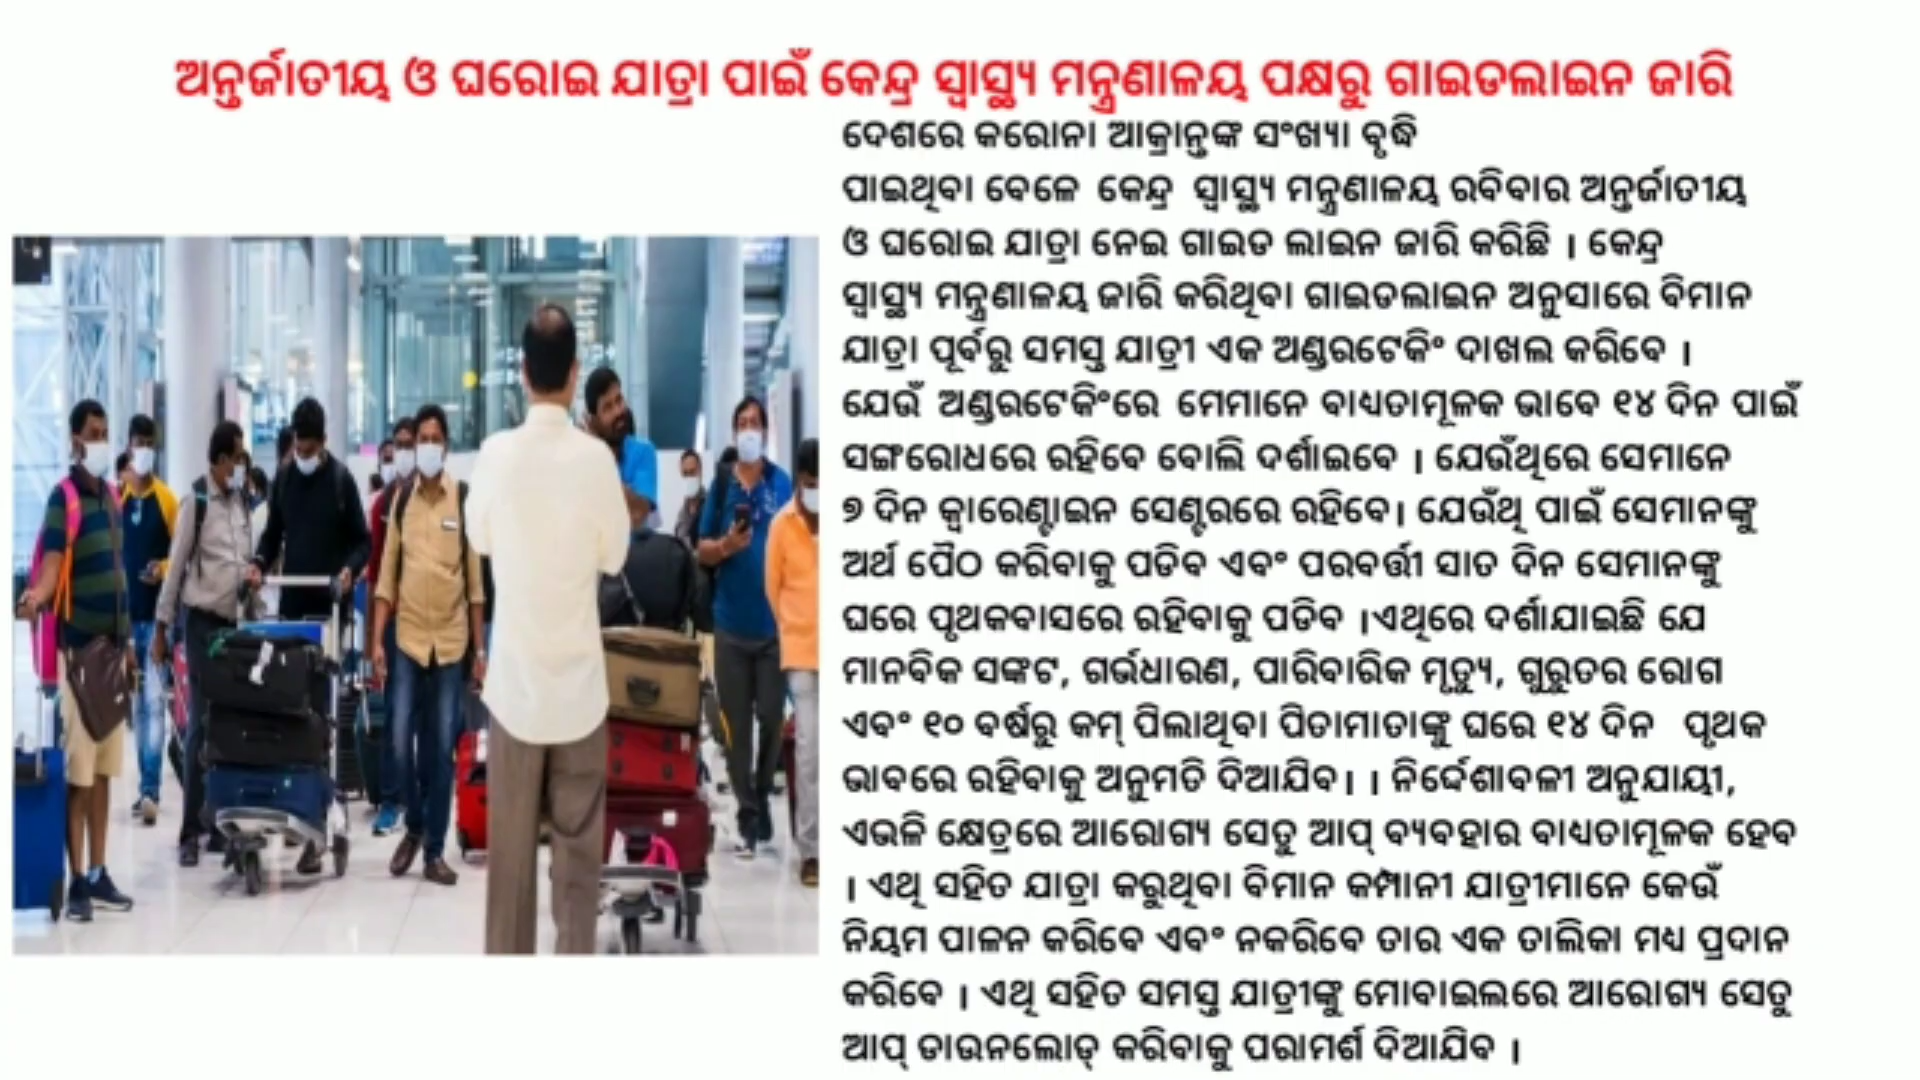 ଅନ୍ତର୍ଜାତୀୟ ଓ ଘରୋଇ ଯାତ୍ରା ପାଇଁ କେନ୍ଦ୍ର ସ୍ୱାସ୍ଥ୍ୟ ମନ୍ତ୍ରଣାଳୟ ପକ୍ଷରୁ ଗାଇଡଲାଇନ ଜାରି
ଦେଶରେ କରୋନା ଆକ୍ରାନ୍ତଙ୍କ ସଂଖ୍ୟା ବୃଦ୍ଧି
ପାଇଥିବା ବେଳେ କେନ୍ଦ୍ର ସ୍ୱାସ୍ଥ୍ୟ ମନ୍ତ୍ରଣାଳୟ ରବିବାର ଅନ୍ତର୍ଜାତୀୟ
ଓ ଘରୋଇ ଯାତ୍ରା ନେଇ ଗାଇଡ ଲାଇନ ଜାରି କରିଛି । କେନ୍ଦ୍ର
ସ୍ୱାସ୍ଥ୍ୟ ମନ୍ତ୍ରଣାଳୟ ଜାରି କରିଥିବା ଗାଇଡଲାଇନ ଅନୁସାରେ ବିମାନ
ଯାତ୍ରା ପୂର୍ବରୁ ସମସ୍ତ ଯାତ୍ରୀ ଏକ ଅଣ୍ଡରଟେକିଂ ଦାଖଲ କରିବେ ।
ଯେଉଁ ଅଣ୍ଡରଟେକିଂରେ ମେମାନେ ବାଧ୍ୟତାମୂଳକ ଭାବେ ୧୪ ଦିନ ପାଇଁ
ସଙ୍ଗରୋଧରେ ରହିବେ ବୋଲି ଦର୍ଶାଇବେ । ଯେଉଁଥିରେ ସେମାନେ
୭ ଦିନ କ୍ୱାରେଣ୍ଟାଇନ ସେଣ୍ଟରରେ ରହିବେ। ଯେଉଁଥି ପାଇଁ ସେମାନଙ୍କୁ
ଅର୍ଥ ପୈଠ କରିବାକୁ ପଡିବ ଏବଂ ପରବର୍ତ୍ତୀ ସାତ ଦିନ ସେମାନଙ୍କୁ
ଘରେ ପୃଥକବାସରେ ରହିବାକୁ ପଡିବ ।ଏଥିରେ ଦର୍ଶାଯାଇଛି ଯେ
ମାନବିକ ସଙ୍କଟ, ଗର୍ଭଧାରଣ, ପାରିବାରିକ ମୃତ୍ୟୁ, ଗୁରୁତର ରୋଗ
ଏବଂ ୧୦ ବର୍ଷରୁ କମ୍ ପିଲାଥିବା ପିତାମାତାଙ୍କୁ ଘରେ ୧୪ ଦିନ ପୃଥକ
ଭାବରେ ରହିବାକୁ ଅନୁମତି ଦିଆଯିବ। । ନିର୍ଦ୍ଦେଶାବଳୀ ଅନୁଯାୟୀ,
ଏଭଳି କ୍ଷେତ୍ରରେ ଆରୋଗ୍ୟ ସେତୁ ଆପ୍ ବ୍ୟବହାର ବାଧ୍ୟତାମୂଳକ ହେବ
। ଏଥି ସହିତ ଯାତ୍ରା କରୁଥିବା ବିମାନ କମ୍ପାନୀ ଯାତ୍ରୀମାନେ କେଉଁ
ନିୟମ ପାଳନ କରିବେ ଏବଂ ନକରିବେ ତାର ଏକ ତାଲିକା ମଧ୍ୟ ପ୍ରଦାନ
କରିବେ । ଏଥି ସହିତ ସମସ୍ତ ଯାତ୍ରୀଙ୍କୁ ମୋବାଇଲରେ ଆରୋଗ୍ୟ ସେତୁ
ଆପ୍ ଡାଉନଲୋଡ୍ କରିବାକୁ ପରାମର୍ଶ ଦିଆଯିବ ।